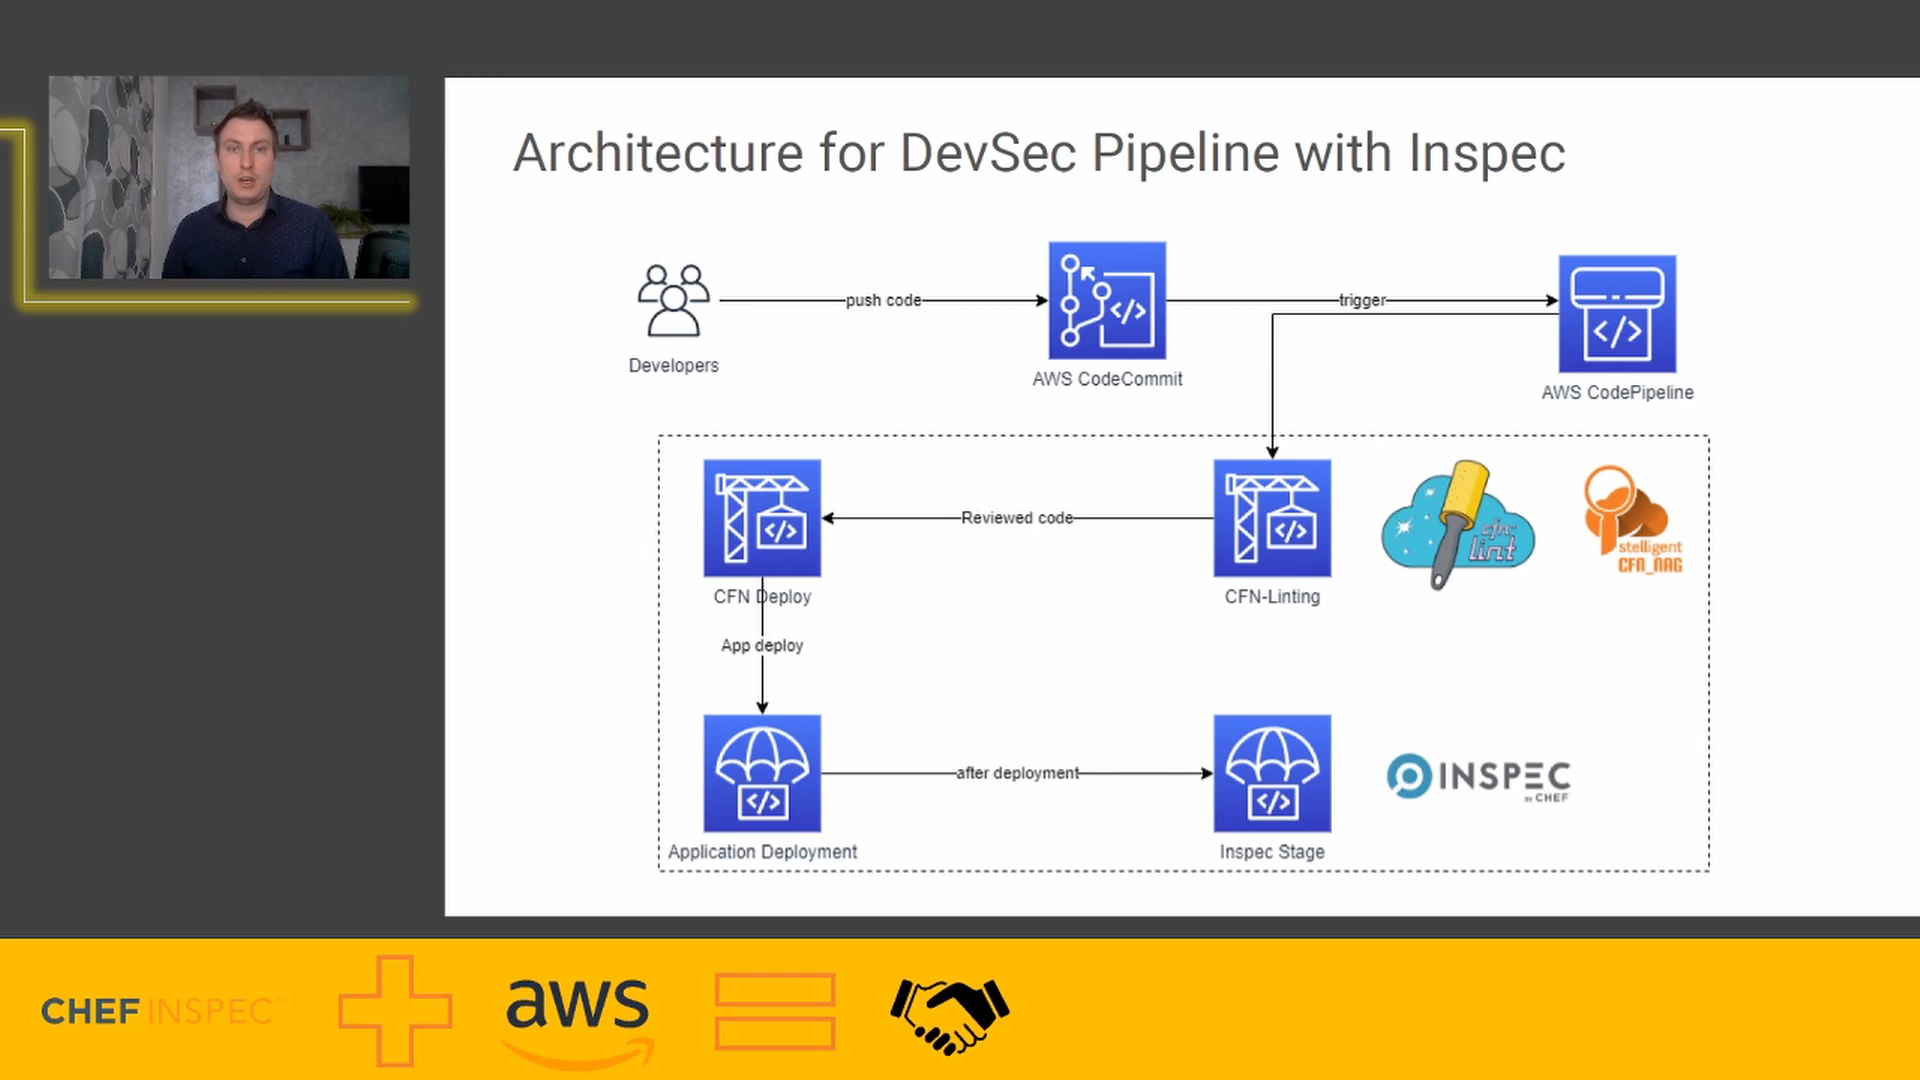 Architecture for DevSec Pipeline with Inspec
push code
trigger
Developers
AWS CodeCommit
AWS CodePipeline
Reviewed code
cfn-
lint
stelligent
CFN_NAG
CFN Deploy
CFN-Linting
App deploy
after deployment
INSPEC
BY CHEF
Application Deployment
Inspec Stage
CHEF INSPEC
aws